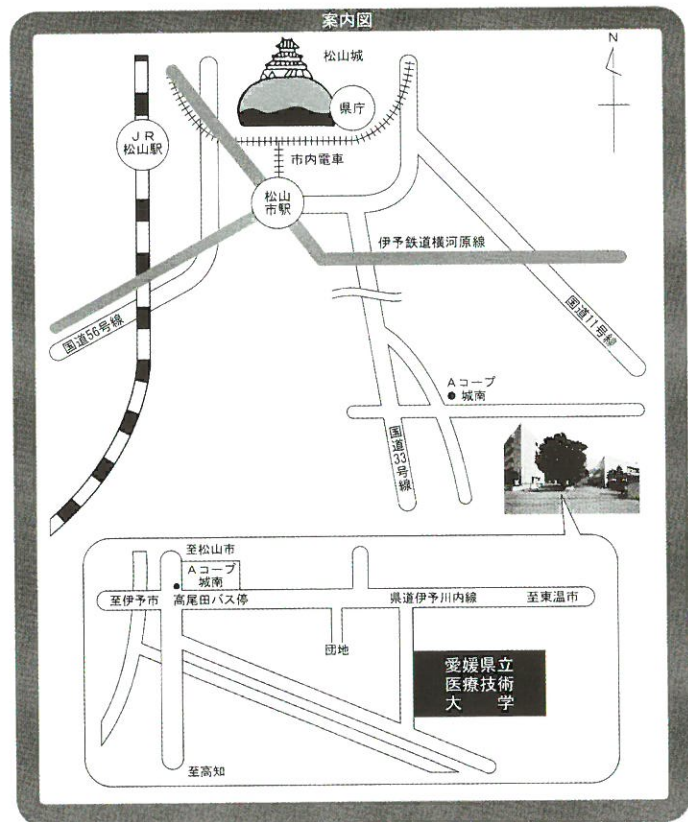 案内図
N
松山城
県庁
JR
松山駅
市内電車
松山
市駅
伊予鉄道横河原線
国道56号線
国道11号線
Aコープ
城南
国道33号線
至松山市
Aコープ
城南
至伊予市
高尾田バス停
県道伊予川内線
至東温市
団地
愛媛県立
医療技術
大学
至高知